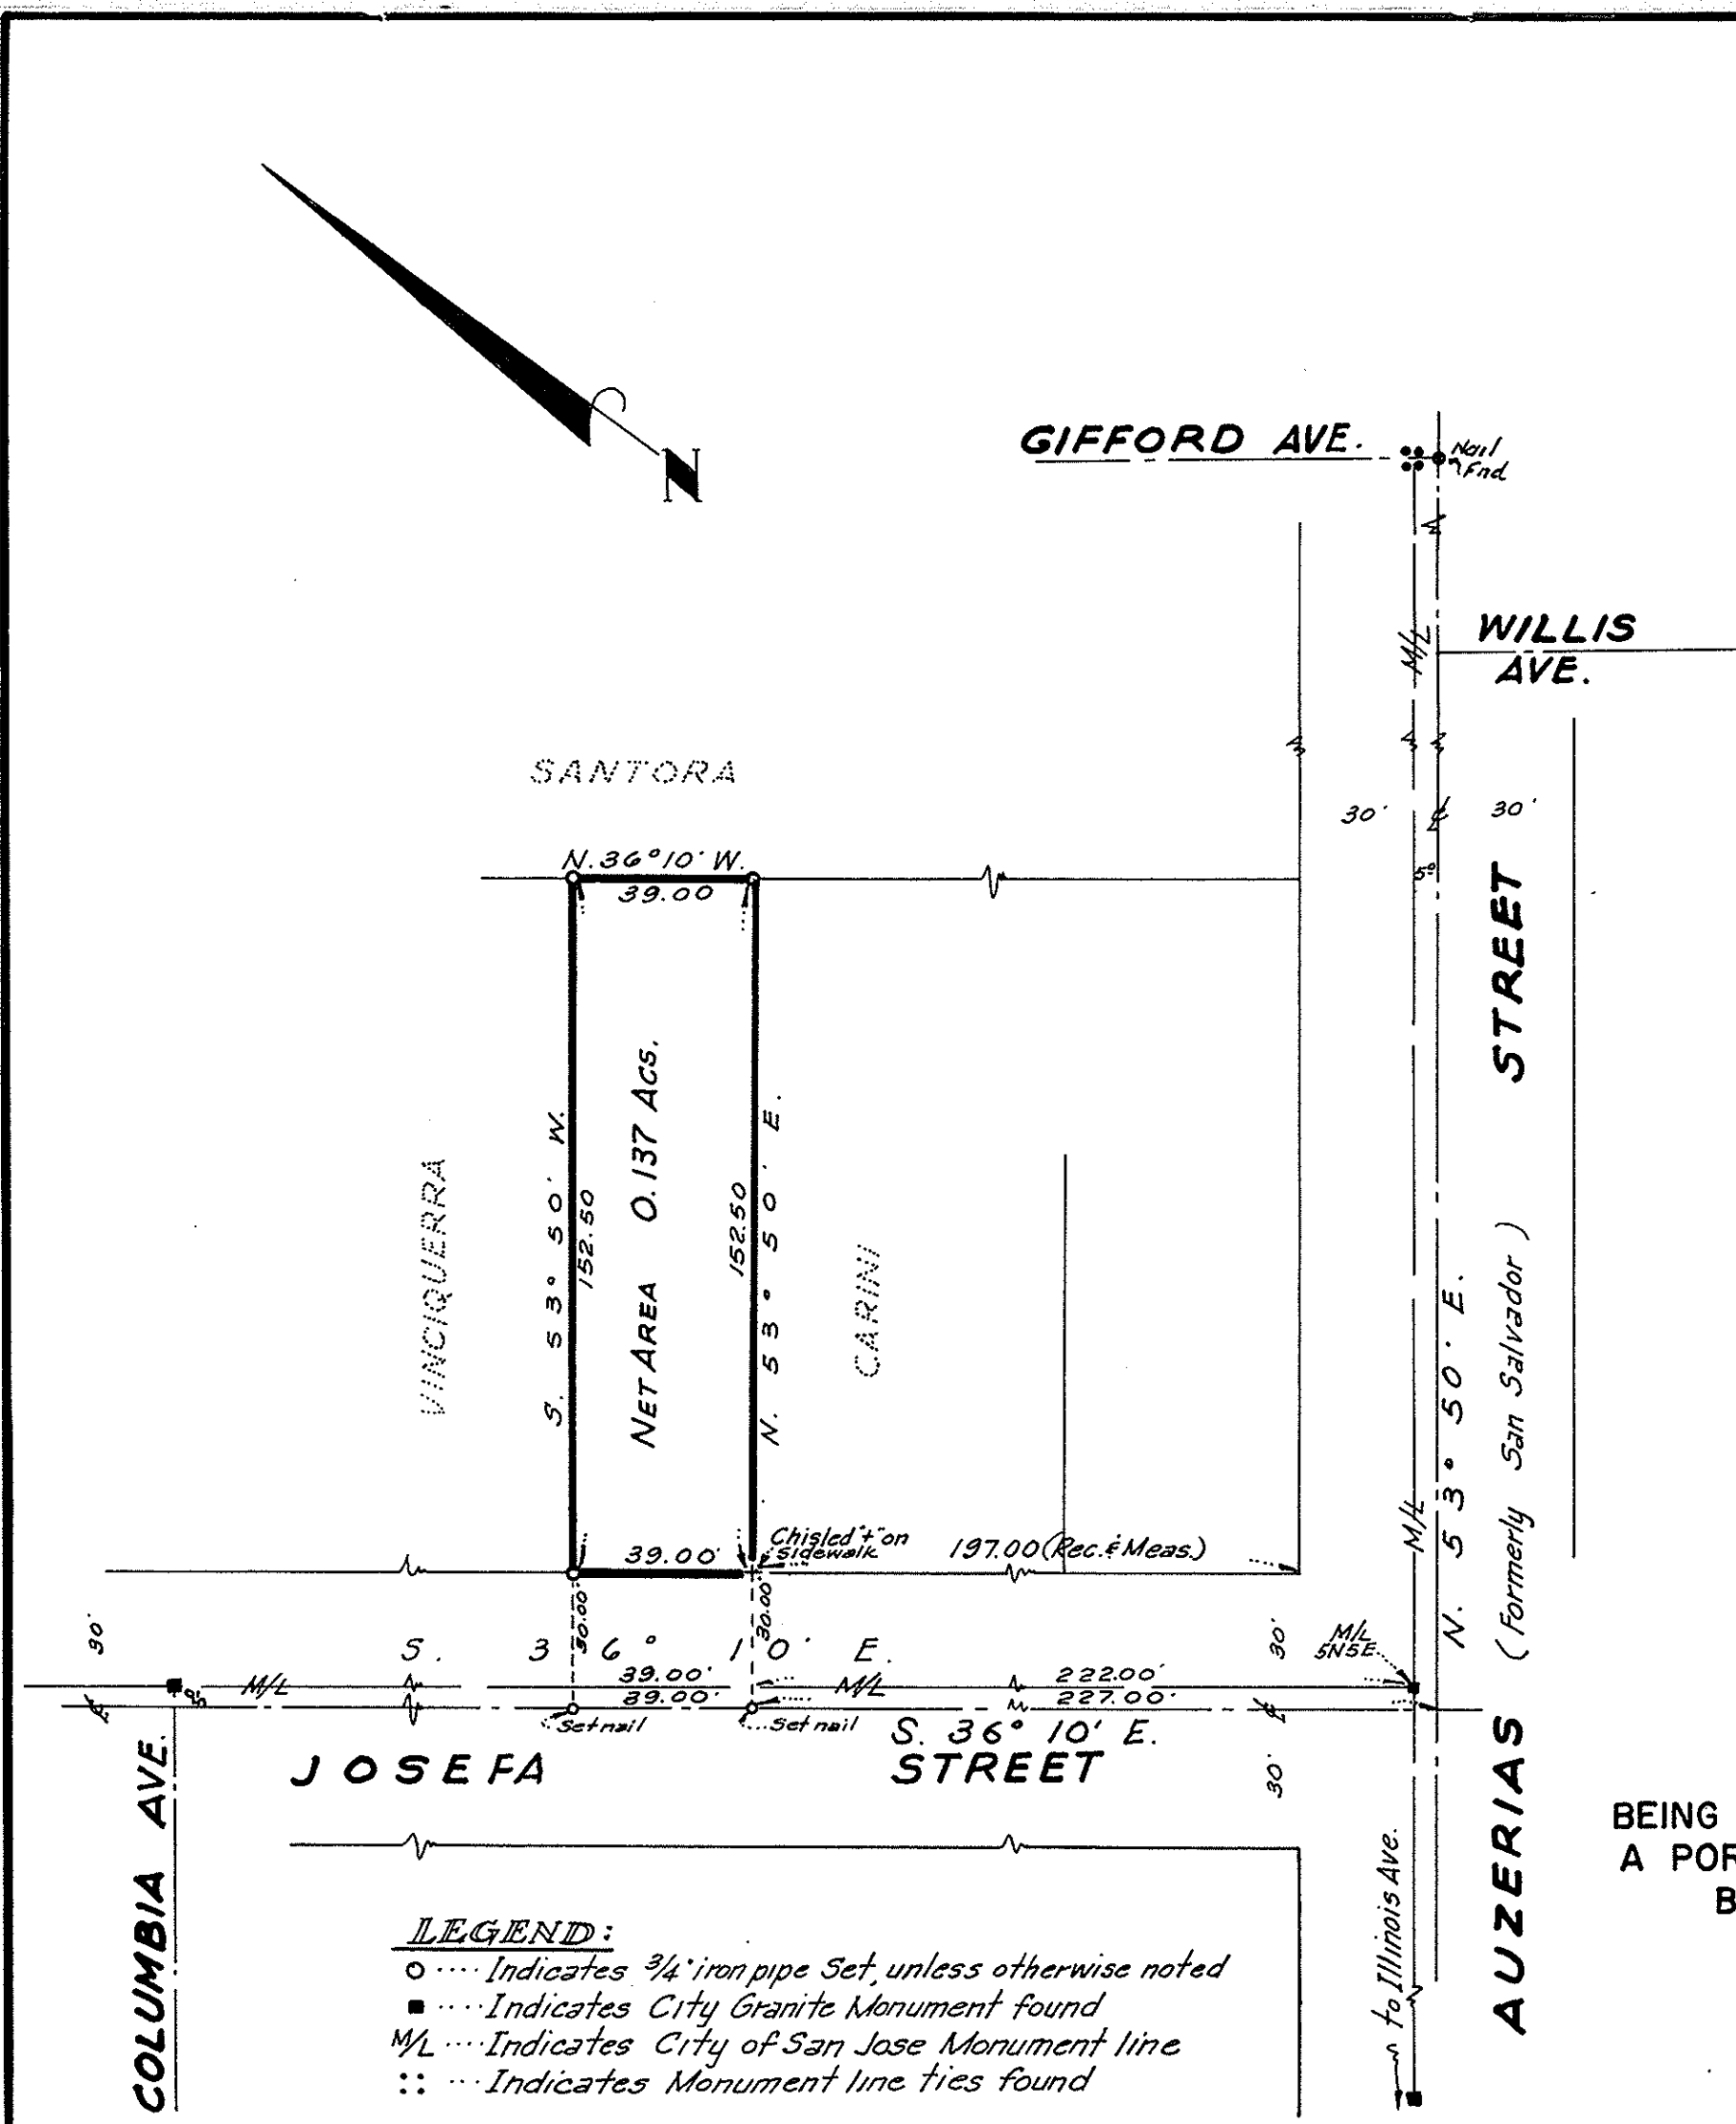 N
GIFFORD AVE.
Nail
Fnd
WILLIS
AVE.
M/L
SANTORA
30'
30'
N. 36° 10' W.
39.00
STREET
VINCIQUERRA
S. 53° 50' W.
152.50
NET AREA 0.137 ACS.
152.50
N. 53° 50' E.
CARINI
M/L
N. 53° 50' E.
(Formerly San Salvador)
39.00'
Chisled "+" on
sidewalk
197.00 (Rec. & Meas.)
30.00'
30.00'
30'
30'
M/L
5N5E
S. 36° 10' E.
M/L
39.00'
M/L
222.00'
39.00'
227.00'
Set nail
Set nail
S. 36° 10' E.
JOSEFA STREET
30'
COLUMBIA AVE.
AUZERIAS
BEING
A POR
B
to Illinois Ave.
LEGEND:
O .... Indicates 3/4" iron pipe Set, unless otherwise noted
■ .... Indicates City Granite Monument found
M/L .... Indicates City of San Jose Monument line
:: ... Indicates Monument line ties found